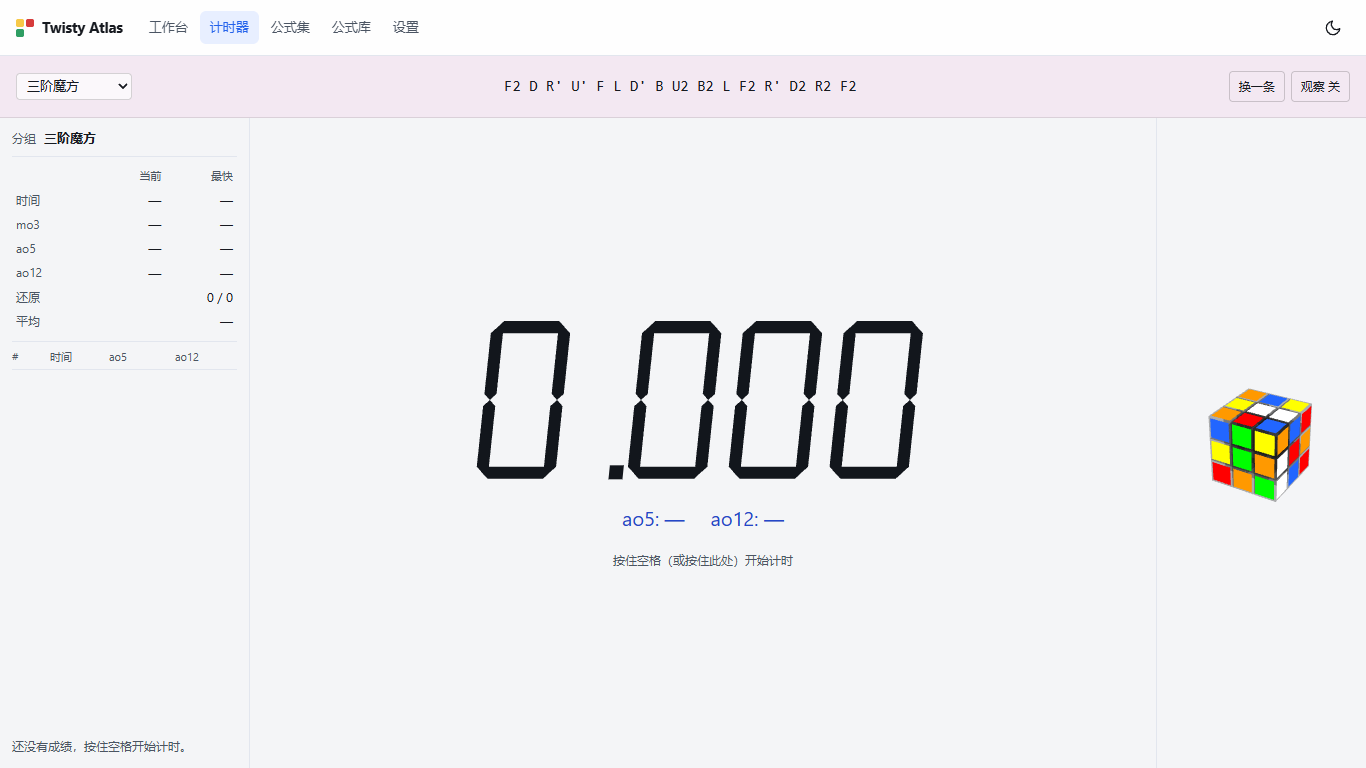 Twisty Atlas 工作台 计时器 公式集 公式库 设置
三阶魔方 F2 D R' U' F L D' B U2 B2 L F2 R' D2 R2 F2 换一条 观察 关
分组 三阶魔方
当前 最快
时间 — —
mo3 — —
ao5 — —
ao12 — —
还原 0 / 0
平均 —
# 时间 ao5 ao12
0.000
ao5: — ao12: —
按住空格（或按住此处）开始计时
还没有成绩，按住空格开始计时。